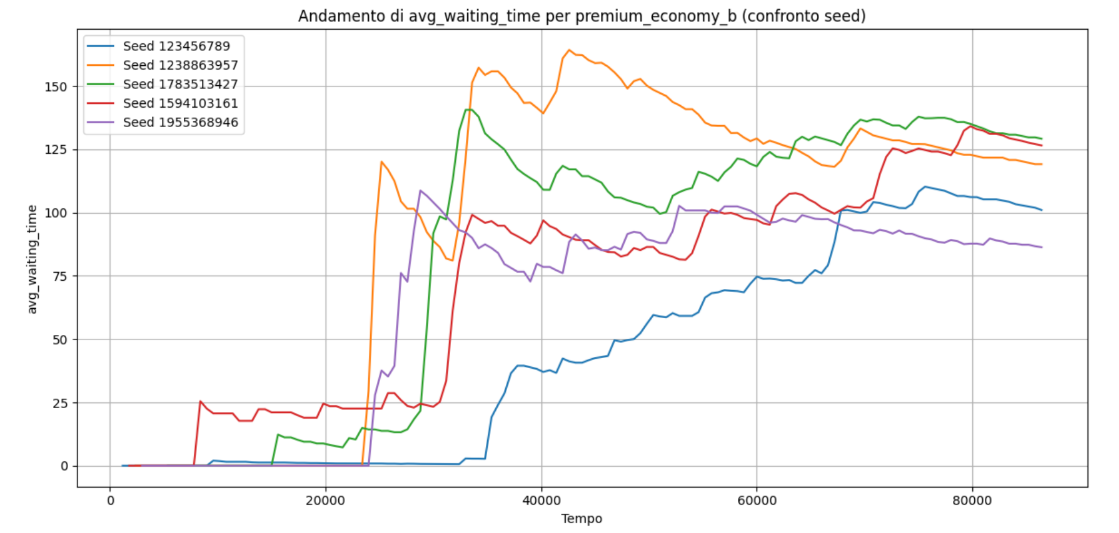 Andamento di avg_waiting_time per premium_economy_b (confronto seed)
Seed 123456789
Seed 1238863957
Seed 1783513427
Seed 1594103161
Seed 1955368946
150
125
100
75
50
25
0
avg_waiting_time
0 20000 40000 60000 80000
Tempo